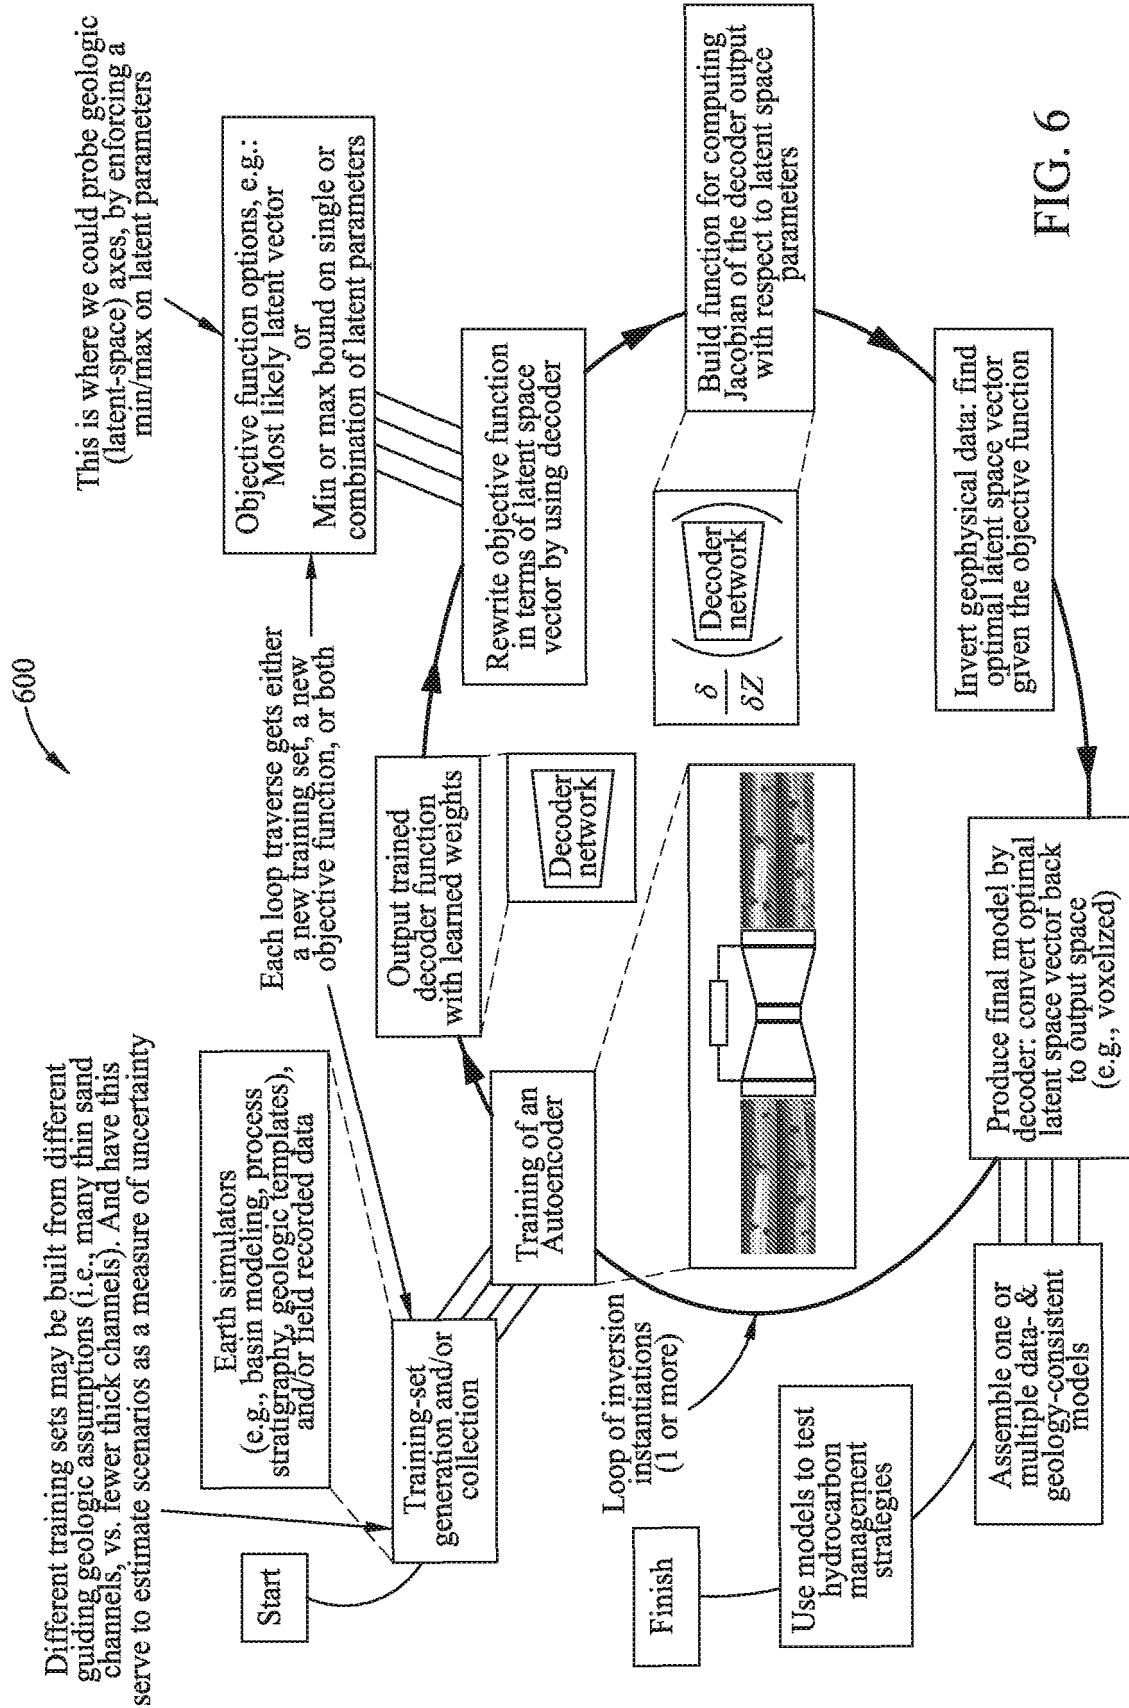 600
Different training sets may be built from different
guiding geologic assumptions (i.e., many thin sand
channels, vs. fewer thick channels). And have this
serve to estimate scenarios as a measure of uncertainty
This is where we could probe geologic
(latent-space) axes, by enforcing a
min/max on latent parameters
Each loop traverse gets either
a new training set, a new
objective function, or both
Start
Earth simulators
(e.g., basin modeling, process
stratigraphy, geologic templates),
and/or field recorded data
Objective function options, e.g.:
Most likely latent vector
or
Min or max bound on single or
combination of latent parameters
Training-set
generation and/or
collection
Training of an
Autoencoder
Output trained
decoder function
with learned weights
Decoder
network
Rewrite objective function
in terms of latent space
vector by using decoder
δ
δZ
Decoder
network
Build function for computing
Jacobian of the decoder output
with respect to latent space
parameters
Invert geophysical data: find
optimal latent space vector
given the objective function
Produce final model by
decoder: convert optimal
latent space vector back
to output space
(e.g., voxelized)
Loop of inversion
instantiations
(1 or more)
Assemble one or
multiple data- &
geology-consistent
models
Use models to test
hydrocarbon
management
strategies
Finish
FIG. 6